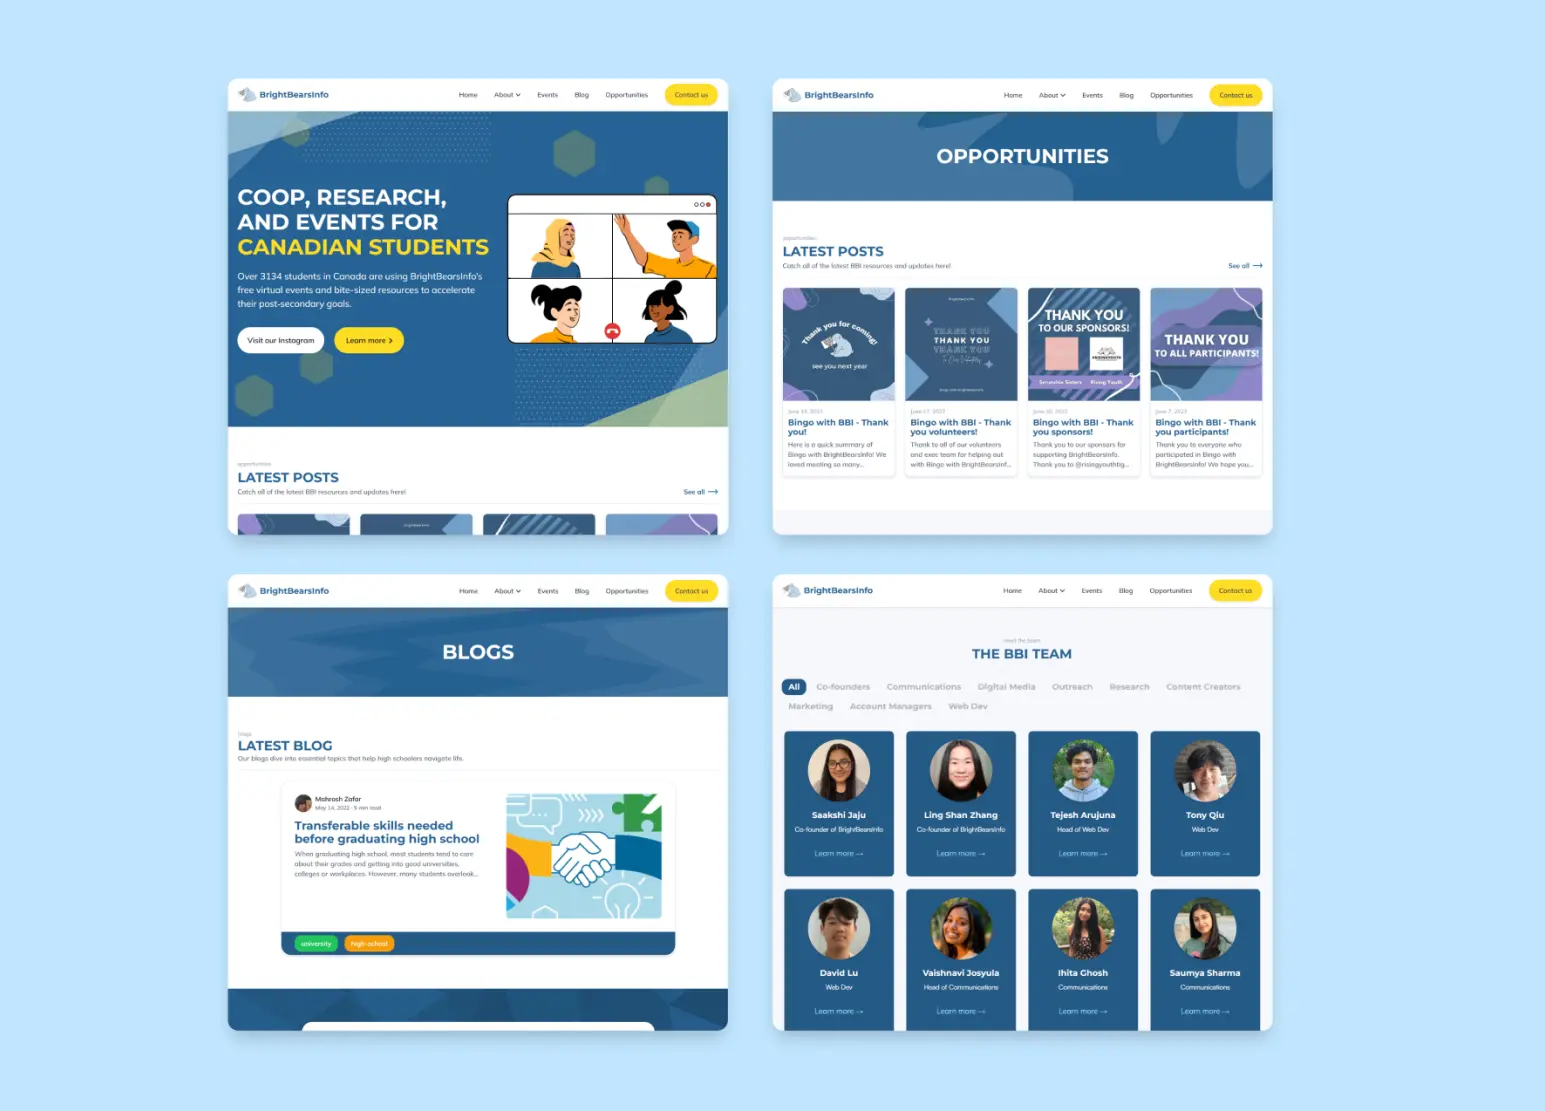 BrightBearsInfo
Home About Events Blog Opportunities Contact us
COOP, RESEARCH,
AND EVENTS FOR
CANADIAN STUDENTS
Over 3134 students in Canada are using BrightBearsInfo's
free virtual events and bite-sized resources to accelerate
their post-secondary goals.
Visit our Instagram Learn more
opportunities
LATEST POSTS
Catch all of the latest BBI resources and updates here!
See all
BrightBearsInfo
Home About Events Blog Opportunities Contact us
OPPORTUNITIES
opportunities
LATEST POSTS
Catch all of the latest BBI resources and updates here!
See all
Thank you for coming!
see you next year
THANK YOU
THANK YOU
THANK YOU
THANK YOU
TO OUR SPONSORS!
Scrunchie Sisters Rising Youth
THANK YOU
TO ALL PARTICIPANTS!
Bingo with BBI - Thank
you!
Here is a quick summary of
Bingo with BrightBearsInfo! We
loved meeting so many...
Bingo with BBI - Thank
you volunteers!
Thank to all of our volunteers
and exec team for helping out
with Bingo with BrightBearsInf...
Bingo with BBI - Thank
you sponsors!
Thank you to our sponsors for
supporting BrightBearsInfo.
Thank you to @risingyouthtig...
June 7, 2023
Bingo with BBI - Thank
you participants!
Thank you to everyone who
participated in Bingo with
BrightBearsInfo! We hope you...
BrightBearsInfo
Home About Events Blog Opportunities Contact us
BLOGS
blogs
LATEST BLOG
Our blogs dive into essential topics that help high schoolers navigate life.
Mahrosh Zafar
May 14, 2022 · 5 min read
Transferable skills needed
before graduating high school
When graduating high school, most students tend to care
about their grades and getting into good universities,
colleges or workplaces. However, many students overlook...
university high-school
BrightBearsInfo
Home About Events Blog Opportunities Contact us
meet the team
THE BBI TEAM
All Co-founders Communications Digital Media Outreach Research Content Creators
Marketing Account Managers Web Dev
Saakshi Jaju
Co-founder of BrightBearsInfo
Learn more
Ling Shan Zhang
Co-founder of BrightBearsInfo
Learn more
Tejesh Arujuna
Head of Web Dev
Learn more
Tony Qiu
Web Dev
Learn more
David Lu
Web Dev
Learn more
Vaishnavi Josyula
Head of Communications
Learn more
Ihita Ghosh
Communications
Learn more
Saumya Sharma
Communications
Learn more